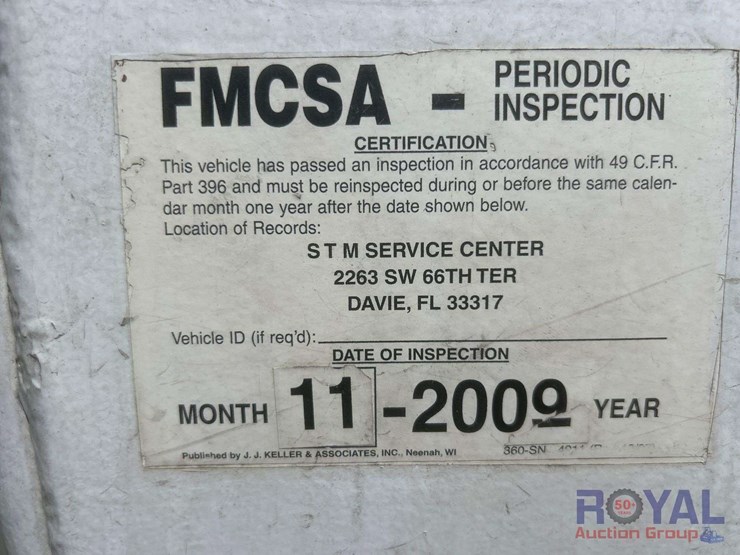 FMCSA - PERIODIC
INSPECTION
CERTIFICATION
This vehicle has passed an inspection in accordance with 49 C.F.R.
Part 396 and must be reinspected during or before the same calen-
dar month one year after the date shown below.
Location of Records:
S T M SERVICE CENTER
2263 SW 66TH TER
DAVIE, FL 33317
Vehicle ID (if req'd):
DATE OF INSPECTION
MONTH 11-2009 YEAR
Published by J. J. KELLER & ASSOCIATES, INC., Neenah, WI 360-SN
ROYAL
50
Auction Group